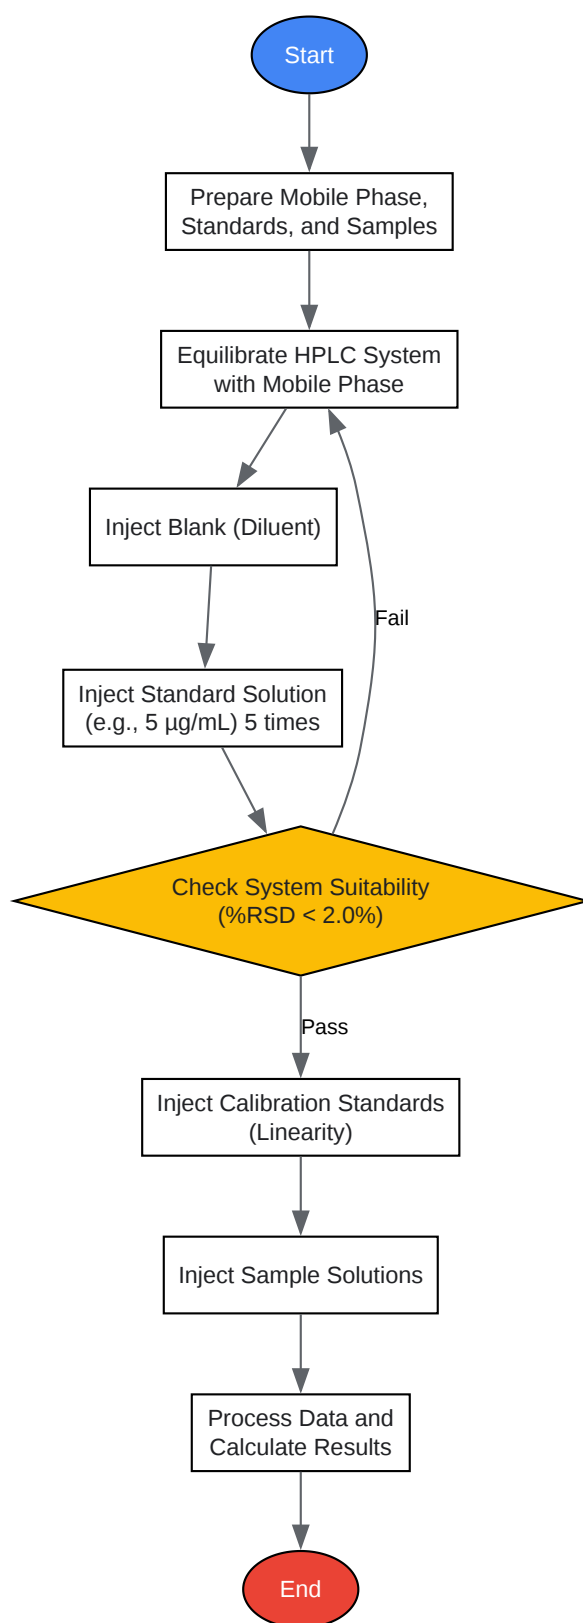 Start
Prepare Mobile Phase,
Standards, and Samples
Equilibrate HPLC System
with Mobile Phase
Inject Blank (Diluent)
Fail
Inject Standard Solution
(e.g., 5 µg/mL) 5 times
Check System Suitability
(%RSD < 2.0%)
Pass
Inject Calibration Standards
(Linearity)
Inject Sample Solutions
Process Data and
Calculate Results
End